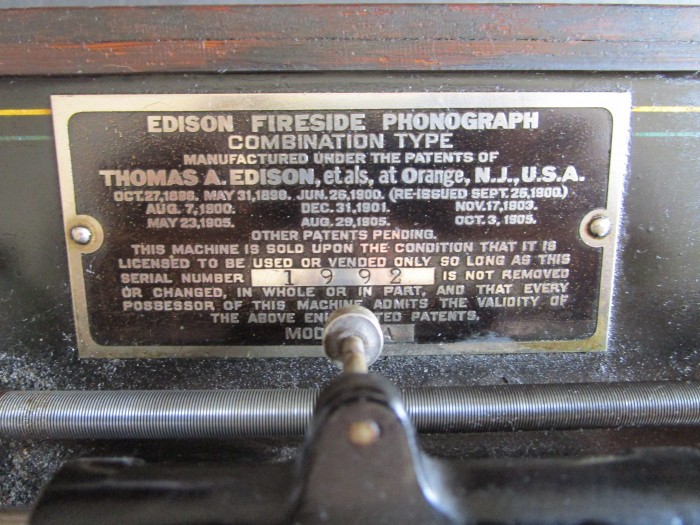 EDISON FIRESIDE PHONOGRAPH
COMBINATION TYPE
MANUFACTURED UNDER THE PATENTS OF
THOMAS A. EDISON, et als, at Orange, N.J., U.S.A.
OCT. 27, 1886. MAY 31, 1898. JUN. 26, 1900. (RE-ISSUED SEPT. 25, 1900.)
AUG. 7, 1900. DEC. 31, 1901. NOV. 17, 1903.
MAY 23, 1905. AUG. 29, 1905. OCT. 3, 1905.
OTHER PATENTS PENDING.
THIS MACHINE IS SOLD UPON THE CONDITION THAT IT IS
LICENSED TO BE USED OR VENDED ONLY SO LONG AS THIS
SERIAL NUMBER 1992 IS NOT REMOVED
OR CHANGED, IN WHOLE OR IN PART, AND THAT EVERY
POSSESSOR OF THIS MACHINE ADMITS THE VALIDITY OF
THE ABOVE PATENTS.
A